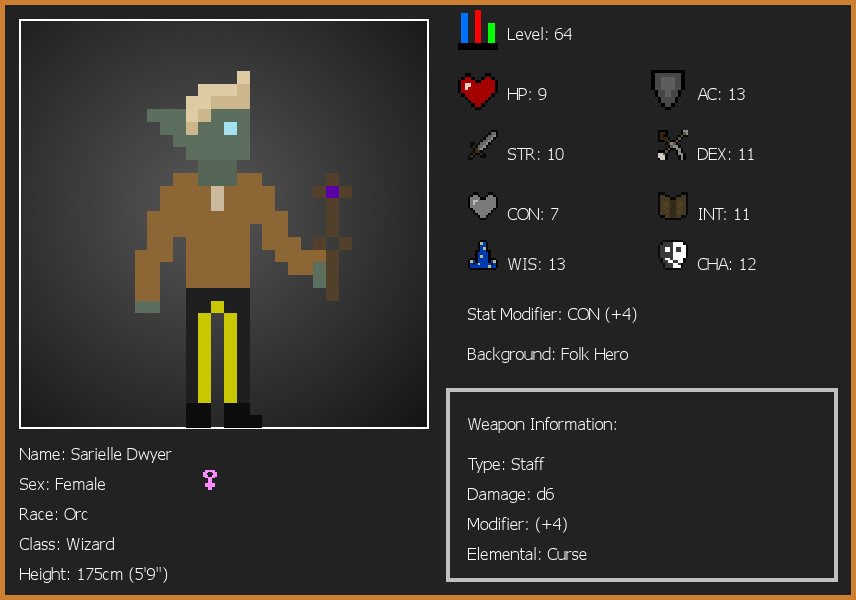 Level: 64
HP: 9
AC: 13
STR: 10
DEX: 11
CON: 7
INT: 11
WIS: 13
CHA: 12
Stat Modifier: CON (+4)
Background: Folk Hero
Weapon Information:
Type: Staff
Damage: d6
Modifier: (+4)
Elemental: Curse
Name: Sarielle Dwyer
Sex: Female
Race: Orc
Class: Wizard
Height: 175cm (5'9")